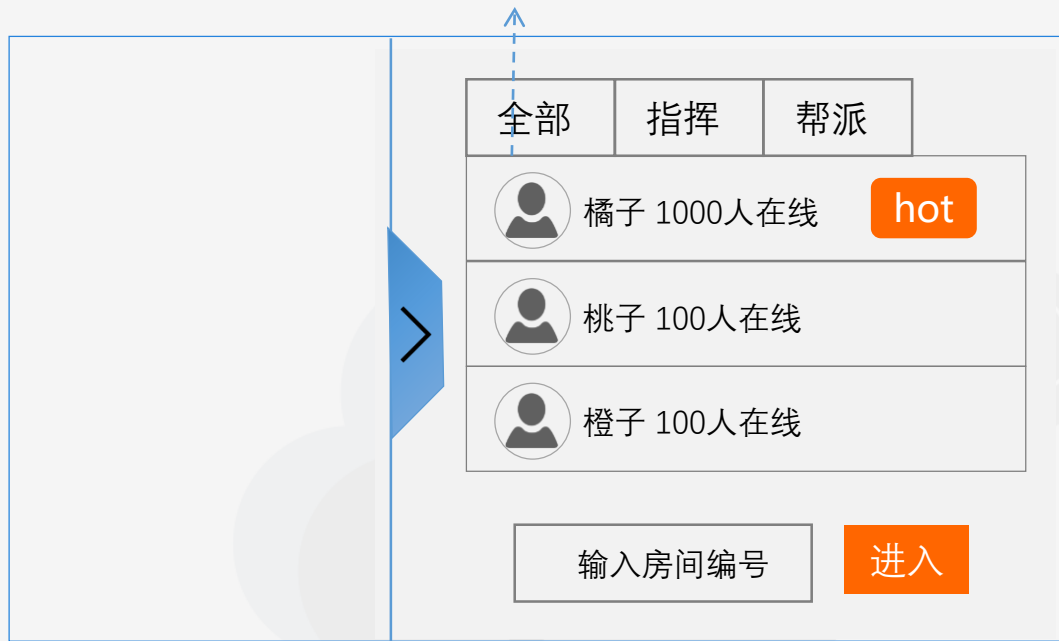 全部 指挥 帮派
橘子 1000人在线 hot
桃子 100人在线
橙子 100人在线
输入房间编号 进入